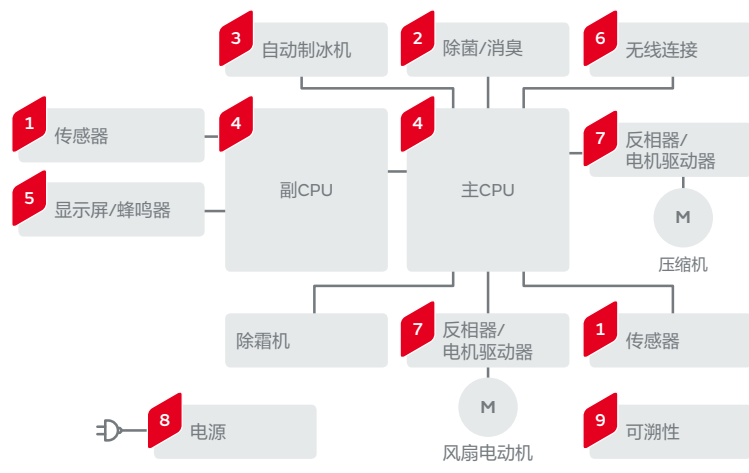 3
自动制冰机
2
除菌/消臭
6
无线连接
1
传感器
4
副CPU
4
主CPU
7
反相器/
电机驱动器
M
压缩机
5
显示屏/蜂鸣器
除霜机
7
反相器/
电机驱动器
M
风扇电动机
1
传感器
8
电源
9
可溯性